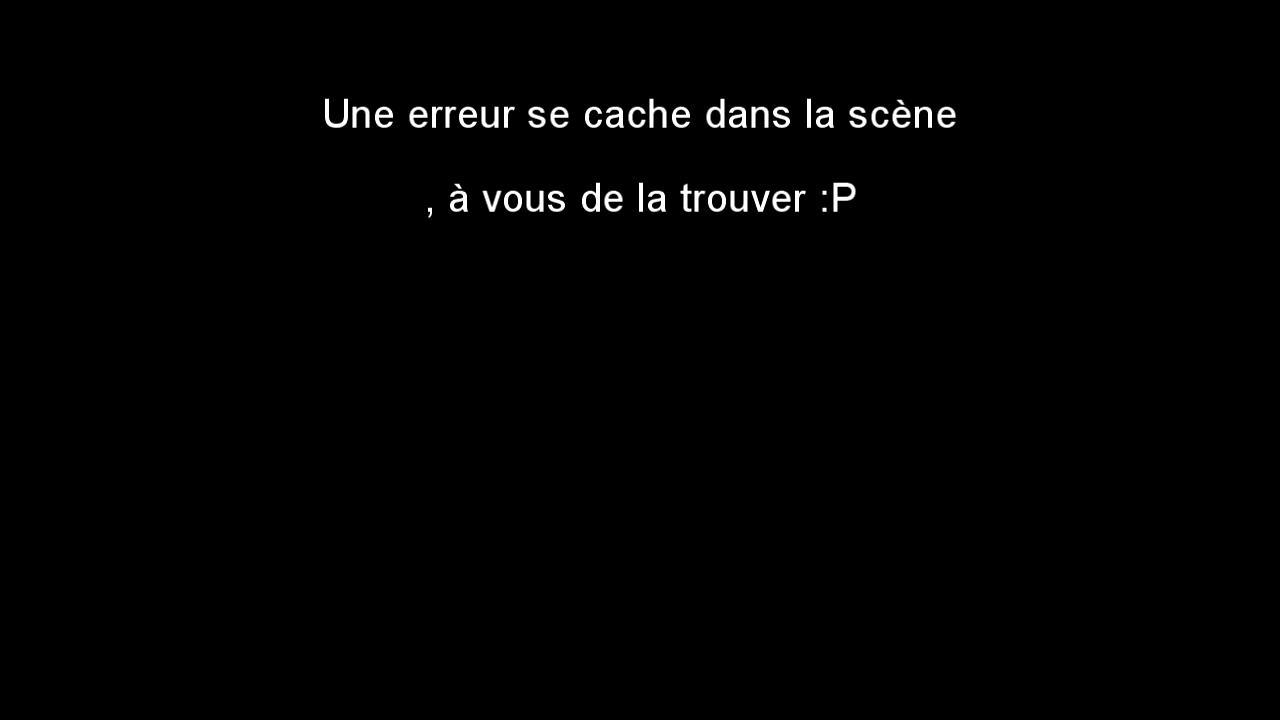 Une erreur se cache dans la scène
, à vous de la trouver :P